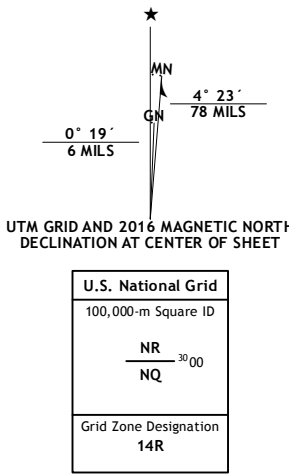 ★
MN
4° 23´
78 MILS
GN
0° 19´
6 MILS
UTM GRID AND 2016 MAGNETIC NORTH
DECLINATION AT CENTER OF SHEET
U.S. National Grid
100,000-m Square ID
NR
3000
NQ
Grid Zone Designation
14R